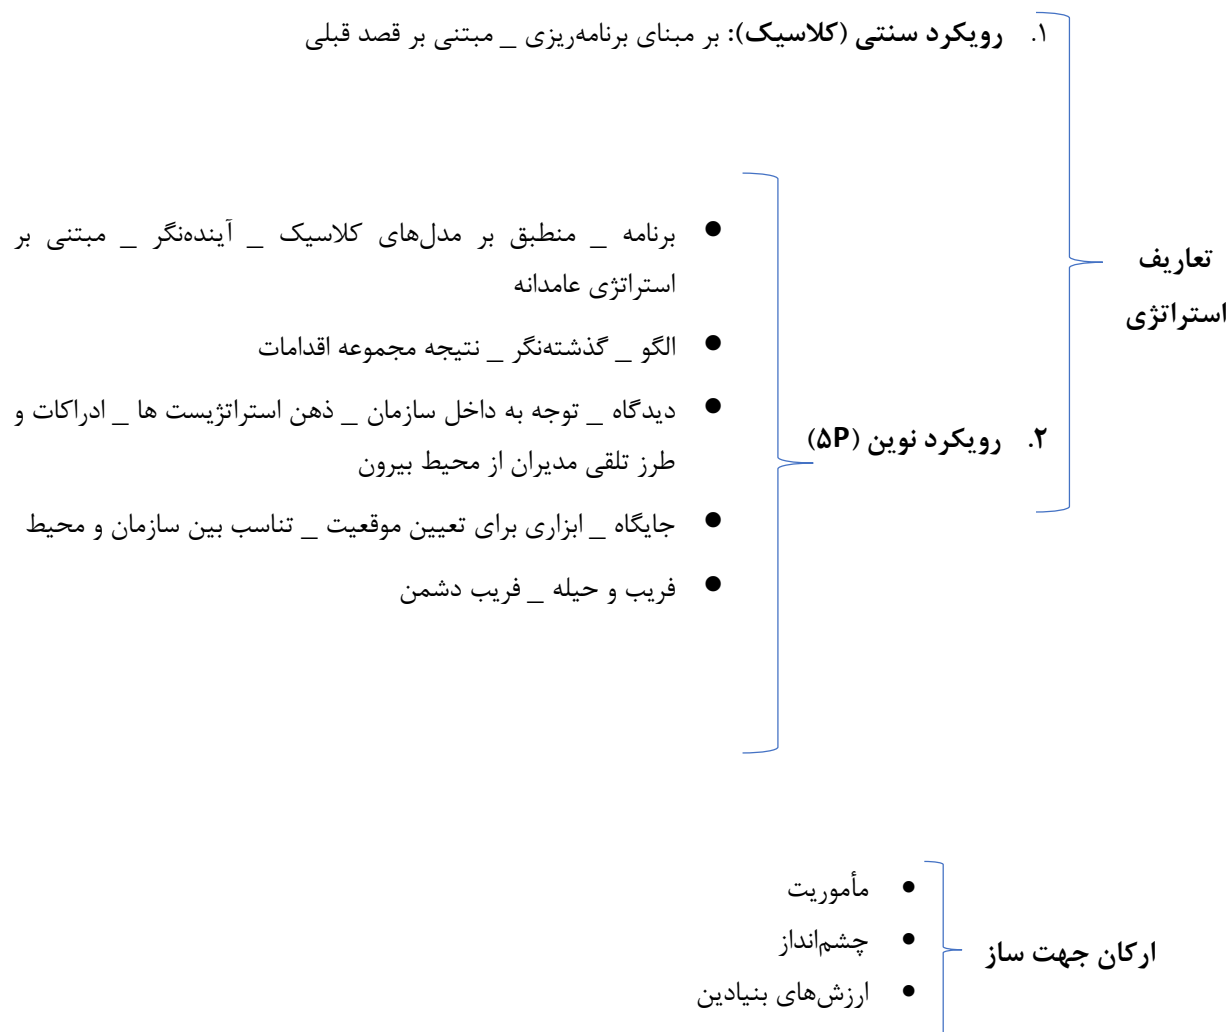 ۱. رویکرد سنتی (کلاسیک): بر مبنای برنامه‌ریزی _ مبتنی بر قصد قبلی
تعاریف
استراتژی
۲. رویکرد نوین (۵P)
برنامه _ منطبق بر مدل‌های کلاسیک _ آینده‌نگر _ مبتنی بر
استراتژی عامدانه
الگو _ گذشته‌نگر _ نتیجه مجموعه اقدامات
دیدگاه _ توجه به داخل سازمان _ ذهن استراتژیست ها _ ادراکات و
طرز تلقی مدیران از محیط بیرون
جایگاه _ ابزاری برای تعیین موقعیت _ تناسب بین سازمان و محیط
فریب و حیله _ فریب دشمن
ارکان جهت ساز
مأموریت
چشم‌انداز
ارزش‌های بنیادین